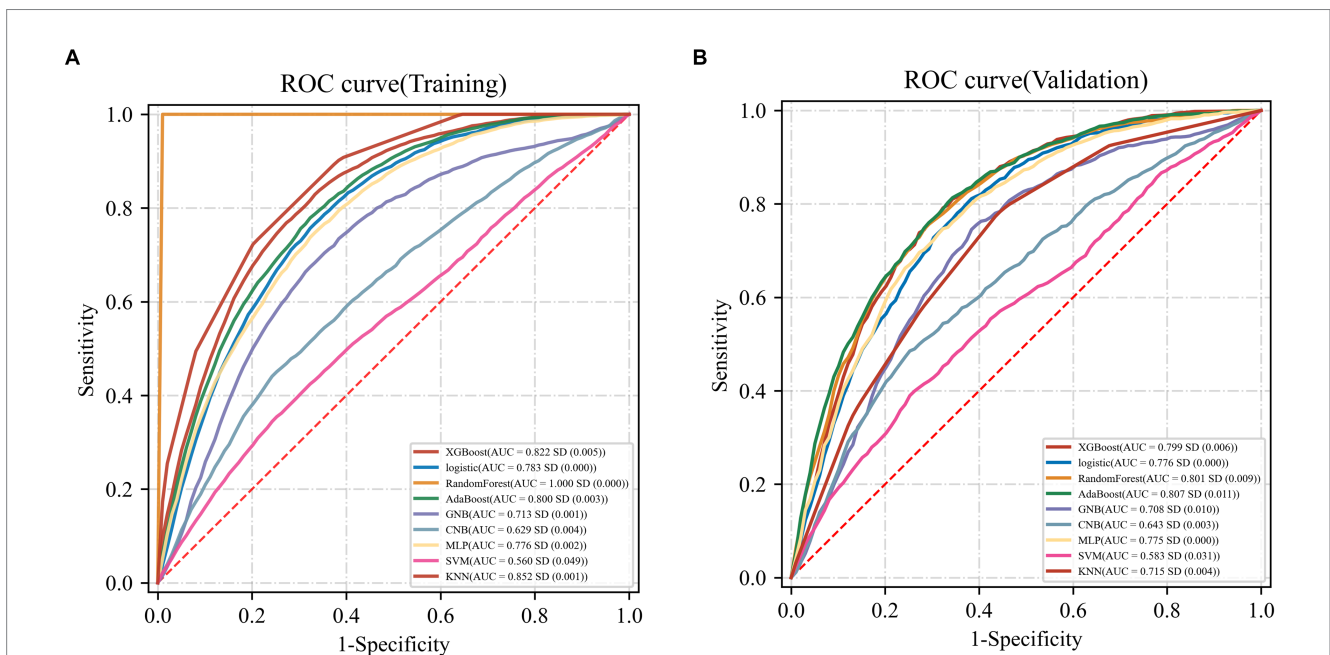 A
ROC curve(Training)
1.0
0.8
0.6
0.4
0.2
0.0
Sensitivity
XGBoost(AUC = 0.822 SD (0.005))
logistic(AUC = 0.783 SD (0.000))
RandomForest(AUC = 1.000 SD (0.000))
AdaBoost(AUC = 0.800 SD (0.003))
GNB(AUC = 0.713 SD (0.001))
CNB(AUC = 0.629 SD (0.004))
MLP(AUC = 0.776 SD (0.002))
SVM(AUC = 0.560 SD (0.049))
KNN(AUC = 0.852 SD (0.001))
0.0 0.2 0.4 0.6 0.8 1.0
1-Specificity
B
ROC curve(Validation)
1.0
0.8
0.6
0.4
0.2
0.0
Sensitivity
XGBoost(AUC = 0.799 SD (0.006))
logistic(AUC = 0.776 SD (0.000))
RandomForest(AUC = 0.801 SD (0.009))
AdaBoost(AUC = 0.807 SD (0.011))
GNB(AUC = 0.708 SD (0.010))
CNB(AUC = 0.643 SD (0.003))
MLP(AUC = 0.775 SD (0.000))
SVM(AUC = 0.583 SD (0.031))
KNN(AUC = 0.715 SD (0.004))
0.0 0.2 0.4 0.6 0.8 1.0
1-Specificity